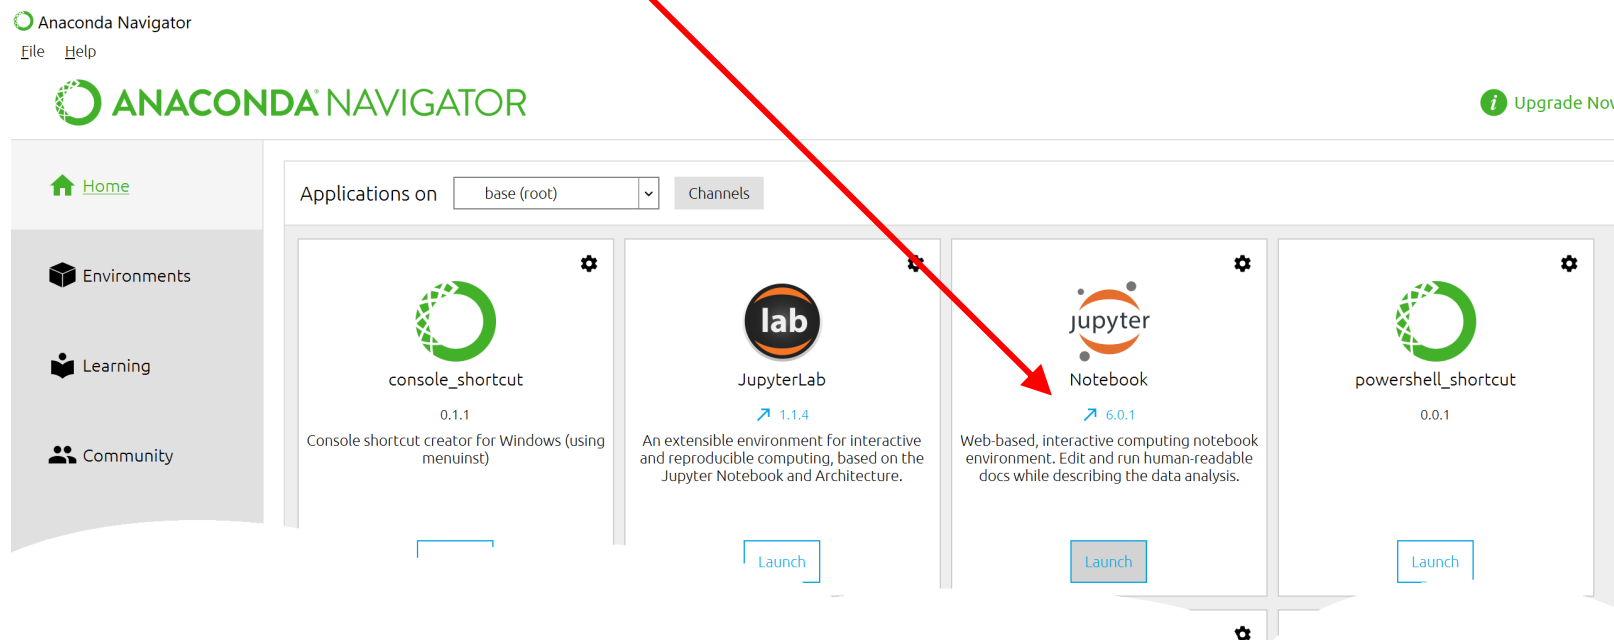 Anaconda Navigator
File Help
ANACONDA NAVIGATOR
Upgrade Now
Home
Applications on base (root) Channels
Environments
Learning
Community
console_shortcut
0.1.1
Console shortcut creator for Windows (using
menuinst)
lab
JupyterLab
1.1.4
An extensible environment for interactive
and reproducible computing, based on the
Jupyter Notebook and Architecture.
Launch
jupyter
Notebook
6.0.1
Web-based, interactive computing notebook
environment. Edit and run human-readable
docs while describing the data analysis.
Launch
powershell_shortcut
0.0.1
Launch